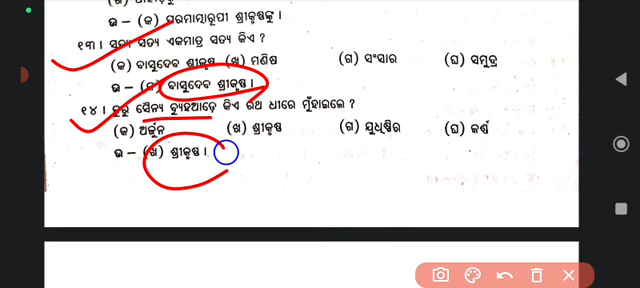 ଉ – (କ) ପରମାତ୍ମାରୂପୀ ଶ୍ରୀକୃଷ୍ଣଙ୍କୁ ।
୧୩ । ସତ୍ୟ ସତ୍ୟ ଏକମାତ୍ର ସତ୍ୟ କିଏ ?
(କ) ବାସୁଦେବ ଶ୍ରୀକୃଷ୍ଣ (ଖ) ମଣିଷ (ଗ) ସଂସାର (ଘ) ସମୁଦ୍ର
ଉ – (କ) ବାସୁଦେବ ଶ୍ରୀକୃଷ୍ଣ ।
୧୪ । କୁରୁ ସୈନ୍ୟ ବ୍ୟୁହଆଡ଼େ କିଏ ରଥ ଧୀରେ ମୁଁହାଇଲେ ?
(କ) ଅର୍ଜୁନ (ଖ) ଶ୍ରୀକୃଷ୍ଣ (ଗ) ଯୁଧିଷ୍ଠିର (ଘ) କର୍ଣ୍ଣ
ଉ – (ଖ) ଶ୍ରୀକୃଷ୍ଣ ।